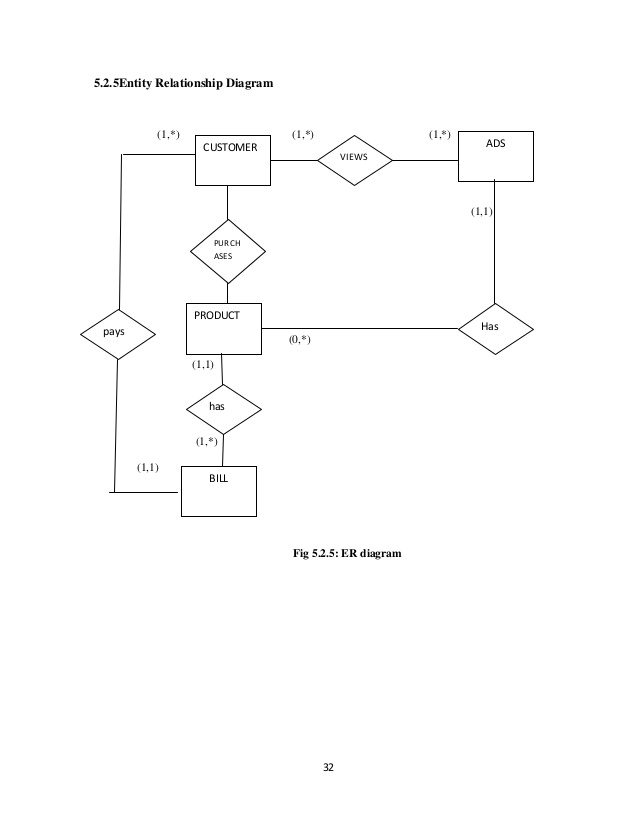 5.2.5Entity Relationship Diagram
(1,*)
(1,*)
(1,*)
CUSTOMER
VIEWS
ADS
(1,1)
PURCH
ASES
PRODUCT
pays
Has
(0,*)
(1,1)
has
(1,*)
(1,1)
BILL
Fig 5.2.5: ER diagram
32